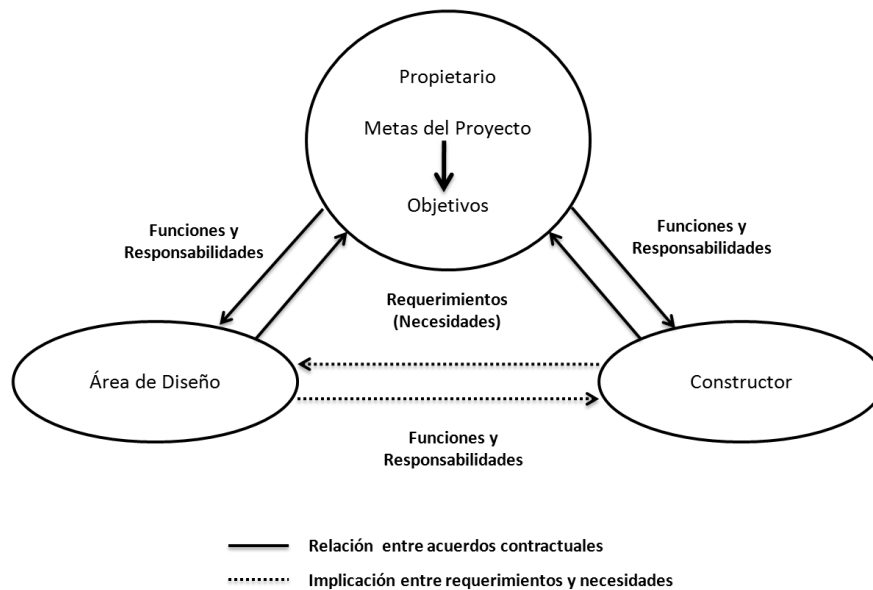 Propietario
Metas del Proyecto
Objetivos
Funciones y
Responsabilidades
Funciones y
Responsabilidades
Requerimientos
(Necesidades)
Área de Diseño
Constructor
Funciones y
Responsabilidades
Relación entre acuerdos contractuales
Implicación entre requerimientos y necesidades